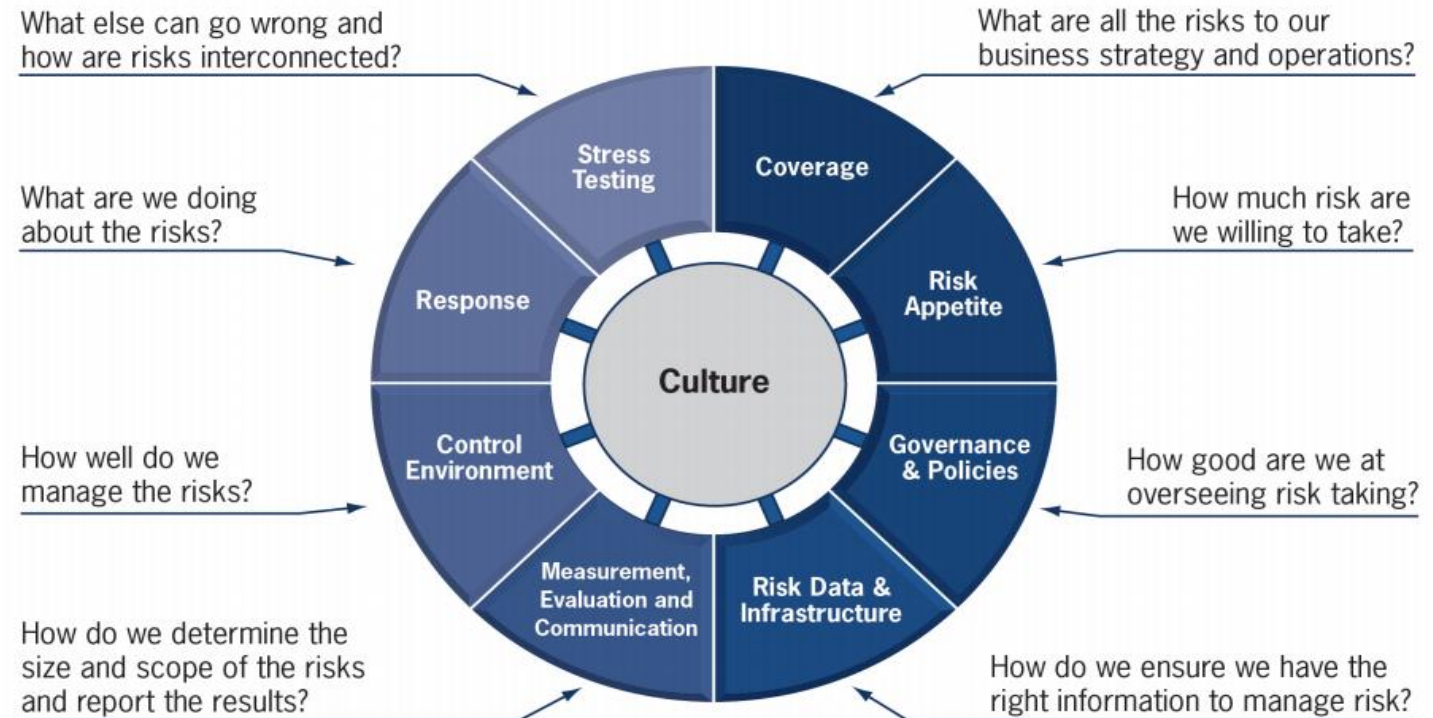 What else can go wrong and
how are risks interconnected?
What are all the risks to our
business strategy and operations?
Stress
Testing
Coverage
What are we doing
about the risks?
How much risk are
we willing to take?
Response
Risk
Appetite
Culture
Control
Environment
Governance
& Policies
How well do we
manage the risks?
How good are we at
overseeing risk taking?
Measurement,
Evaluation and
Communication
Risk Data &
Infrastructure
How do we determine the
size and scope of the risks
and report the results?
How do we ensure we have the
right information to manage risk?